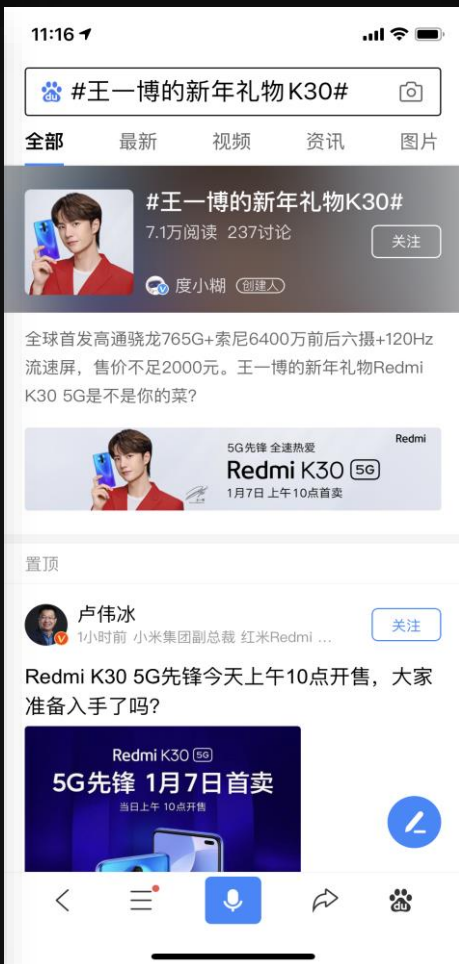 11:16
#王一博的新年礼物K30#
全部 最新 视频 资讯 图片
#王一博的新年礼物K30#
7.1万阅读 237讨论
关注
度小糊 创建人
全球首发高通骁龙765G+索尼6400万前后六摄+120Hz
流速屏，售价不足2000元。王一博的新年礼物Redmi
K30 5G是不是你的菜?
Redmi
5G先锋 全速热爱
Redmi K30 5G
1月7日 上午10点首卖
置顶
卢伟冰
1小时前 小米集团副总裁 红米Redmi ...
关注
Redmi K30 5G先锋今天上午10点开售，大家
准备入手了吗?
Redmi K30 5G
5G先锋 1月7日首卖
当日上午 10点开售
du